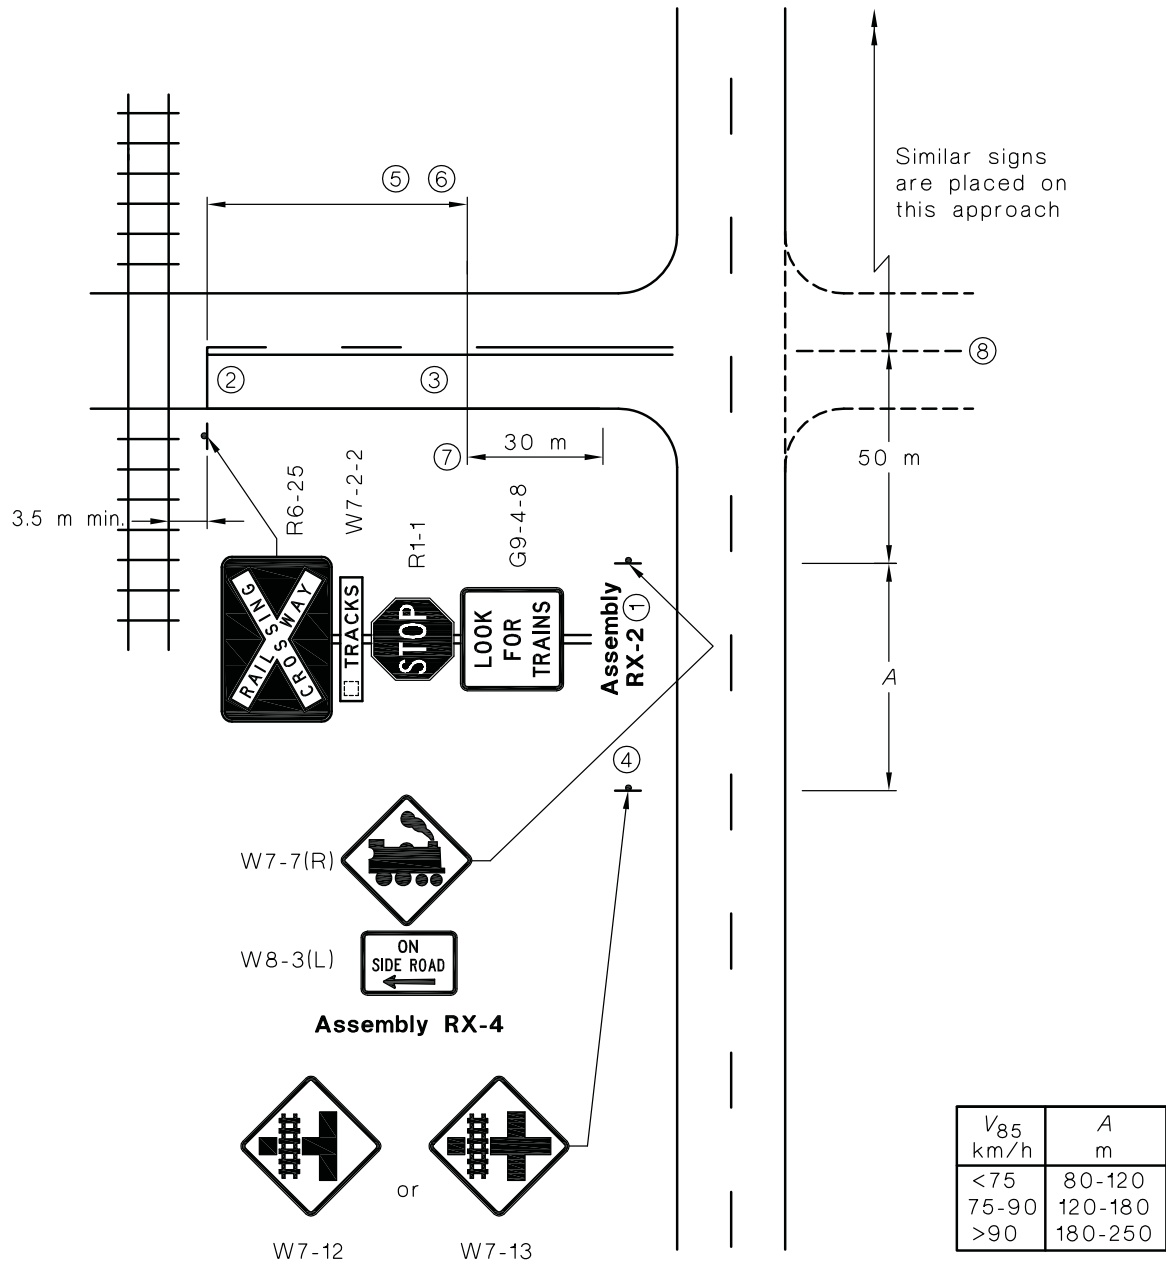 Similar signs
are placed on
this approach
⑤ ⑥
⑧
② ③
⑦ 30 m
50 m
3.5 m min.
R6-25
W7-2-2
R1-1
G9-4-8
RAILWAY
CROSSING
TRACKS
STOP
LOOK
FOR
TRAINS
Assembly
RX-2 ①
A
④
W7-7(R)
W8-3(L)
ON
SIDE ROAD
Assembly RX-4
or
W7-12
W7-13
V85 A
km/h m
<75 80-120
75-90 120-180
>90 180-250